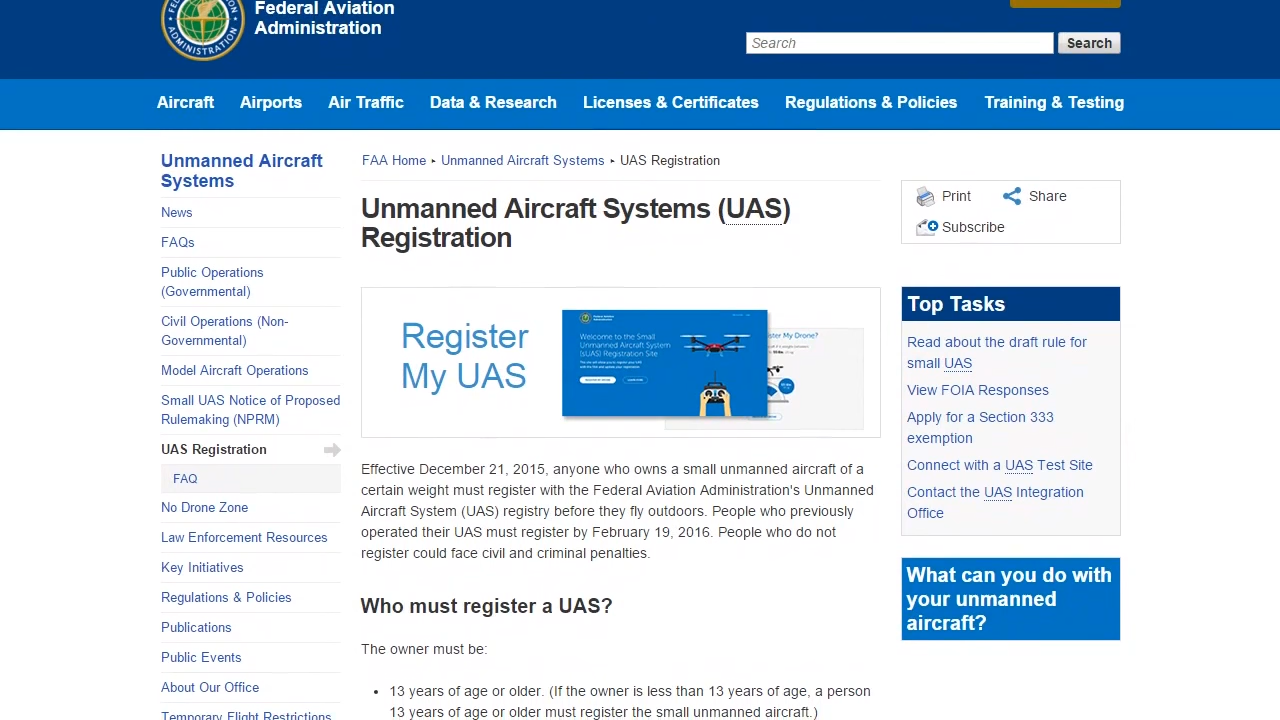 Federal Aviation
Administration
ADMINISTRATION
Search
Search
Aircraft
Airports
Air Traffic
Data & Research
Licenses & Certificates
Regulations & Policies
Training & Testing
Unmanned Aircraft
Systems
News
FAQs
Public Operations
(Governmental)
Civil Operations (Non-
Governmental)
Model Aircraft Operations
Small UAS Notice of Proposed
Rulemaking (NPRM)
UAS Registration
FAQ
No Drone Zone
Law Enforcement Resources
Key Initiatives
Regulations & Policies
Publications
Public Events
About Our Office
Temporary Flight Restrictions
FAA Home ▸ Unmanned Aircraft Systems ▸ UAS Registration
Unmanned Aircraft Systems (UAS)
Registration
Register
My UAS
Federal Aviation
Administration
Welcome to the Small
Unmanned Aircraft System
(sUAS) Registration Site
ster My Drone?
Effective December 21, 2015, anyone who owns a small unmanned aircraft of a
certain weight must register with the Federal Aviation Administration's Unmanned
Aircraft System (UAS) registry before they fly outdoors. People who previously
operated their UAS must register by February 19, 2016. People who do not
register could face civil and criminal penalties.
Who must register a UAS?
The owner must be:
• 13 years of age or older. (If the owner is less than 13 years of age, a person
13 years of age or older must register the small unmanned aircraft.)
Print
Share
Subscribe
Top Tasks
Read about the draft rule for
small UAS
View FOIA Responses
Apply for a Section 333
exemption
Connect with a UAS Test Site
Contact the UAS Integration
Office
What can you do with
your unmanned
aircraft?